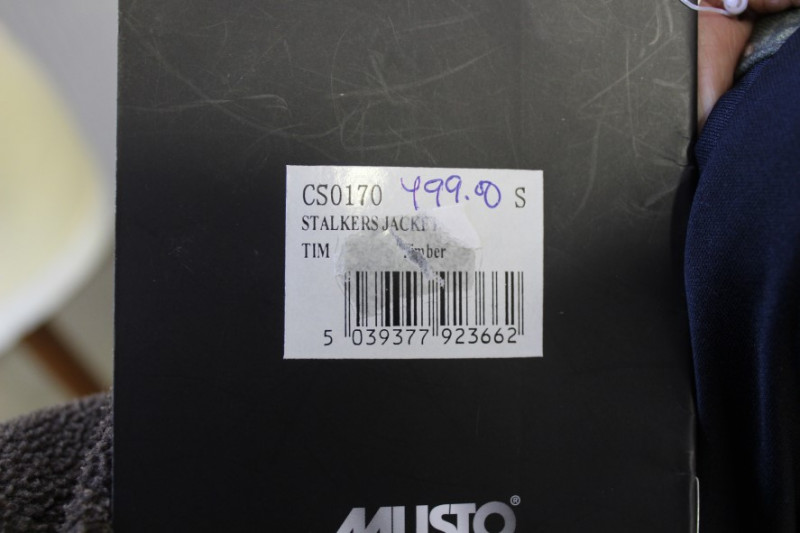 CS0170 499.00 S
STALKERS JACKET
TIM Timber
5 039377 923662
MUSTO®